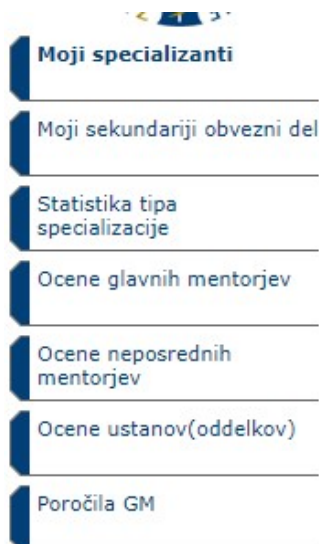 Moji specializanti
Moji sekundariji obvezni del
Statistika tipa
specializacije
Ocene glavnih mentorjev
Ocene neposrednih
mentorjev
Ocene ustanov(oddelkov)
Poročila GM